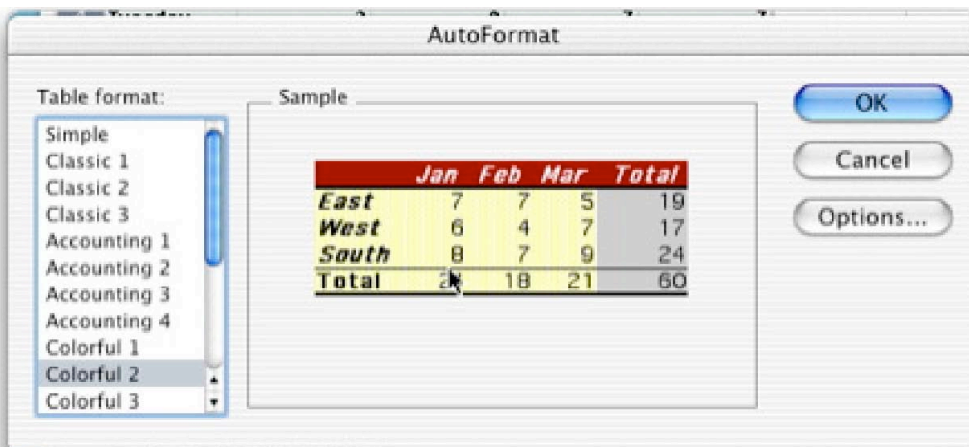 AutoFormat
Table format:
Simple
Classic 1
Classic 2
Classic 3
Accounting 1
Accounting 2
Accounting 3
Accounting 4
Colorful 1
Colorful 2
Colorful 3
Sample
Jan Feb Mar Total
East 7 7 5 19
West 6 4 7 17
South 8 7 9 24
Total 18 21 60
OK
Cancel
Options...